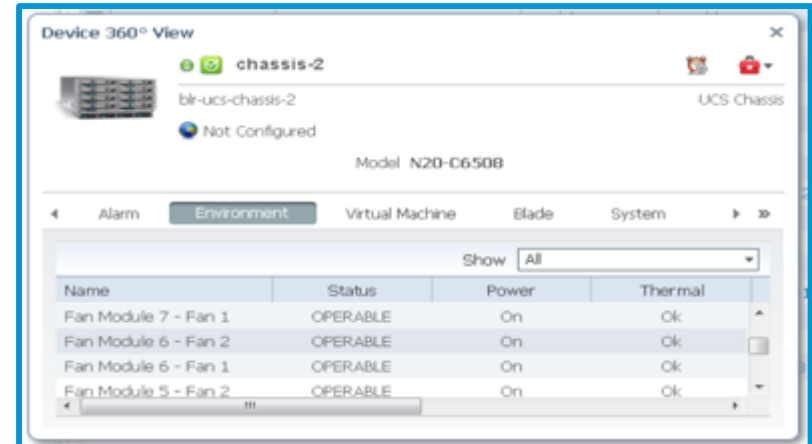 Device 360° View
chassis-2
blr-ucs-chassis-2 UCS Chassis
Not Configured
Model N20-C6508
Alarm Environment Virtual Machine Blade System
Show All
Name Status Power Thermal
Fan Module 7 - Fan 1 OPERABLE On Ok
Fan Module 6 - Fan 2 OPERABLE On Ok
Fan Module 6 - Fan 1 OPERABLE On Ok
Fan Module 5 - Fan 2 OPERABLE On Ok